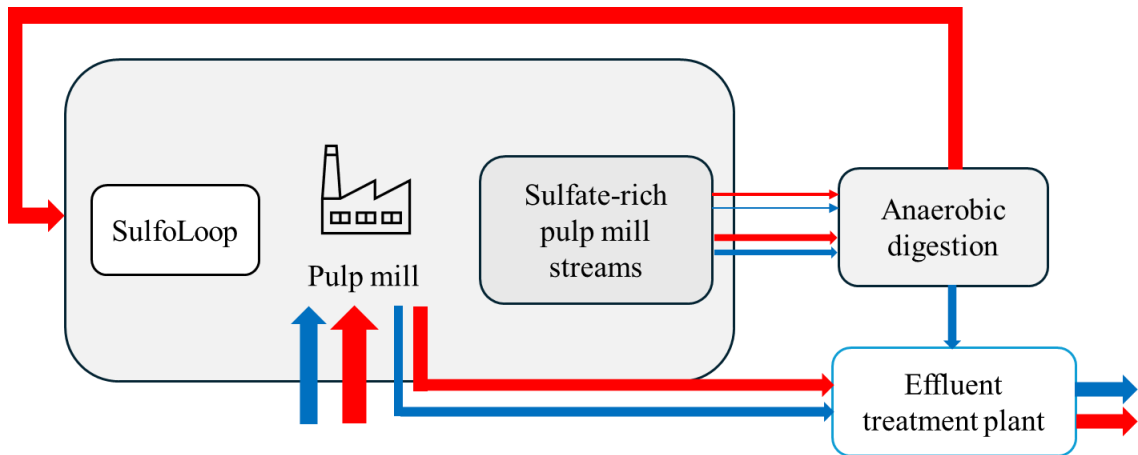 SulfoLoop
Pulp mill
Sulfate-rich
pulp mill
streams
Anaerobic
digestion
Effluent
treatment plant